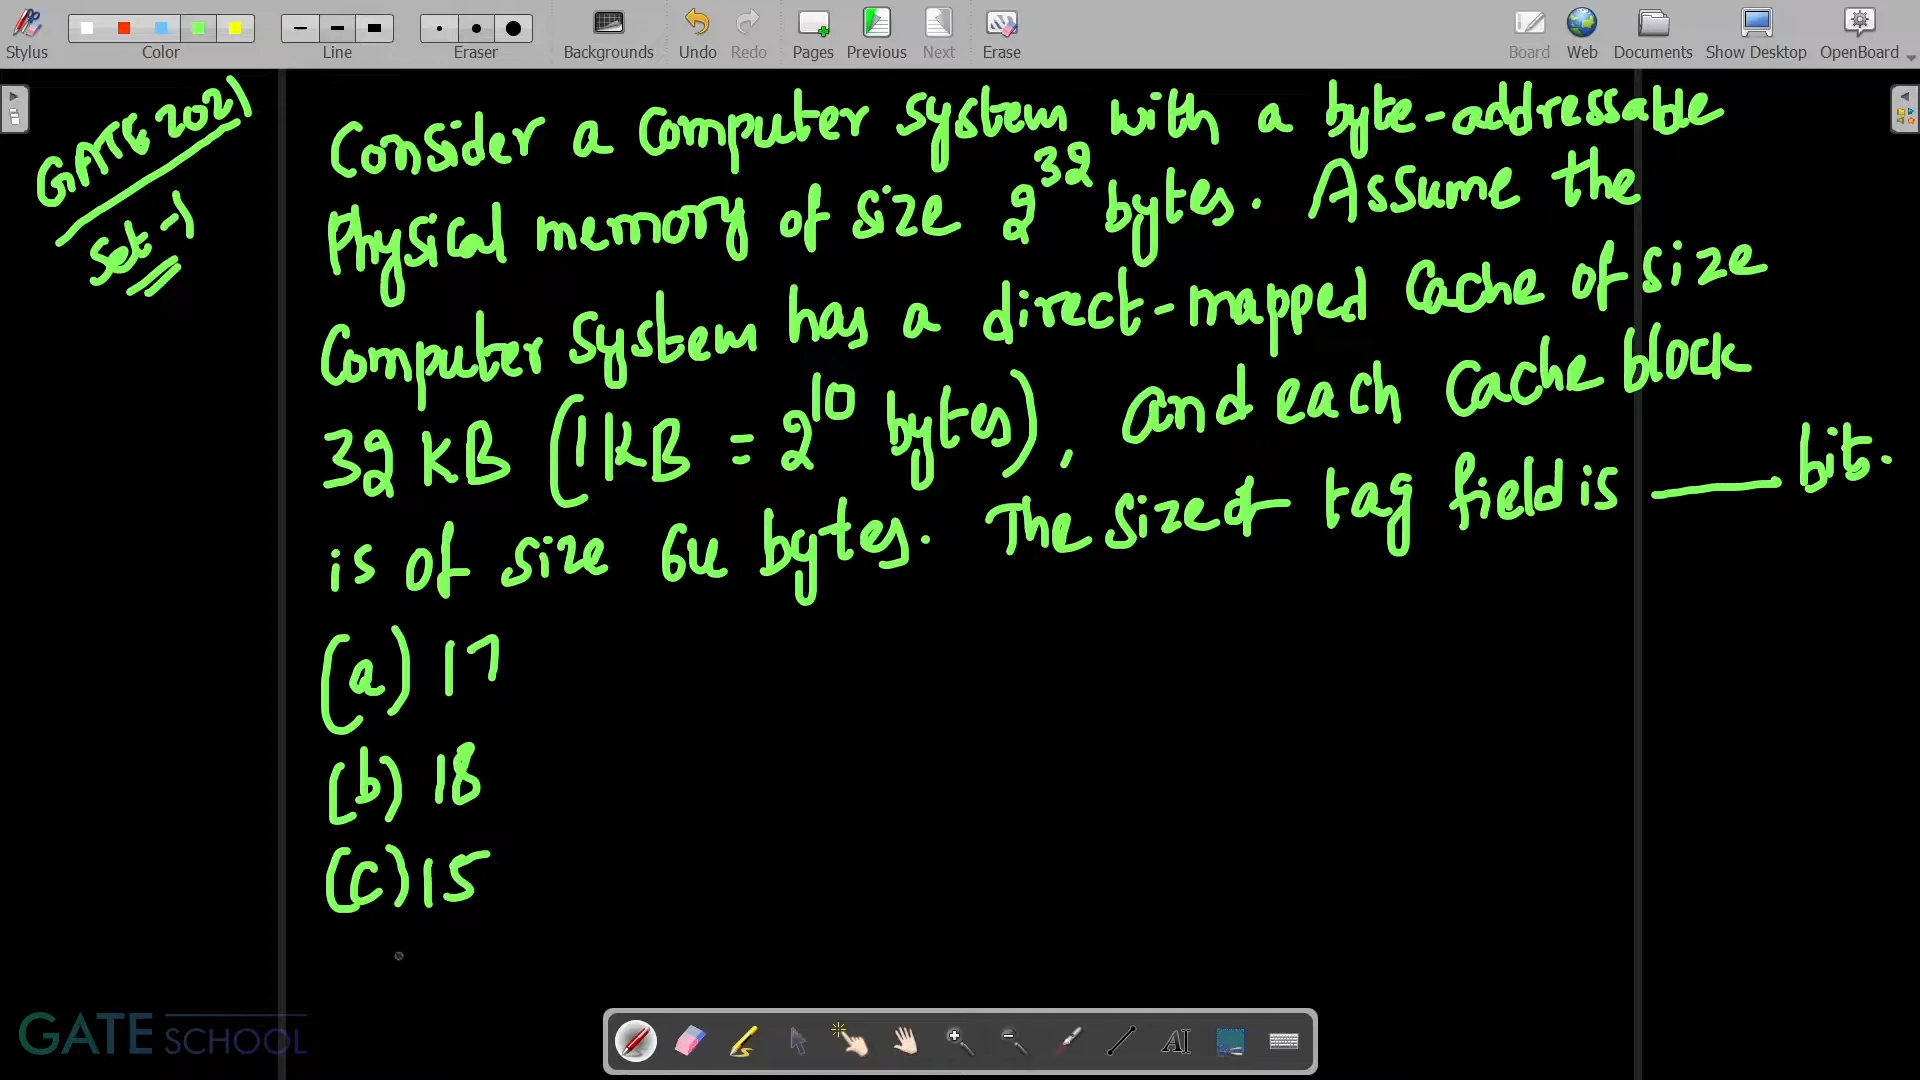 Stylus
Color
Line
Eraser
Backgrounds
Undo
Redo
Pages
Previous
Next
Erase
Board
Web
Documents
Show Desktop
OpenBoard
GATE 2021
Set-1
Consider a computer system with a byte-addressable
Physical memory of size 2^32 bytes. Assume the
Computer system has a direct-mapped Cache of size
32 KB (1KB = 2^10 bytes), and each Cache block
is of size 64 bytes. The size of tag field is ____ bits.
(a) 17
(b) 18
(c) 15
GATE SCHOOL
AI